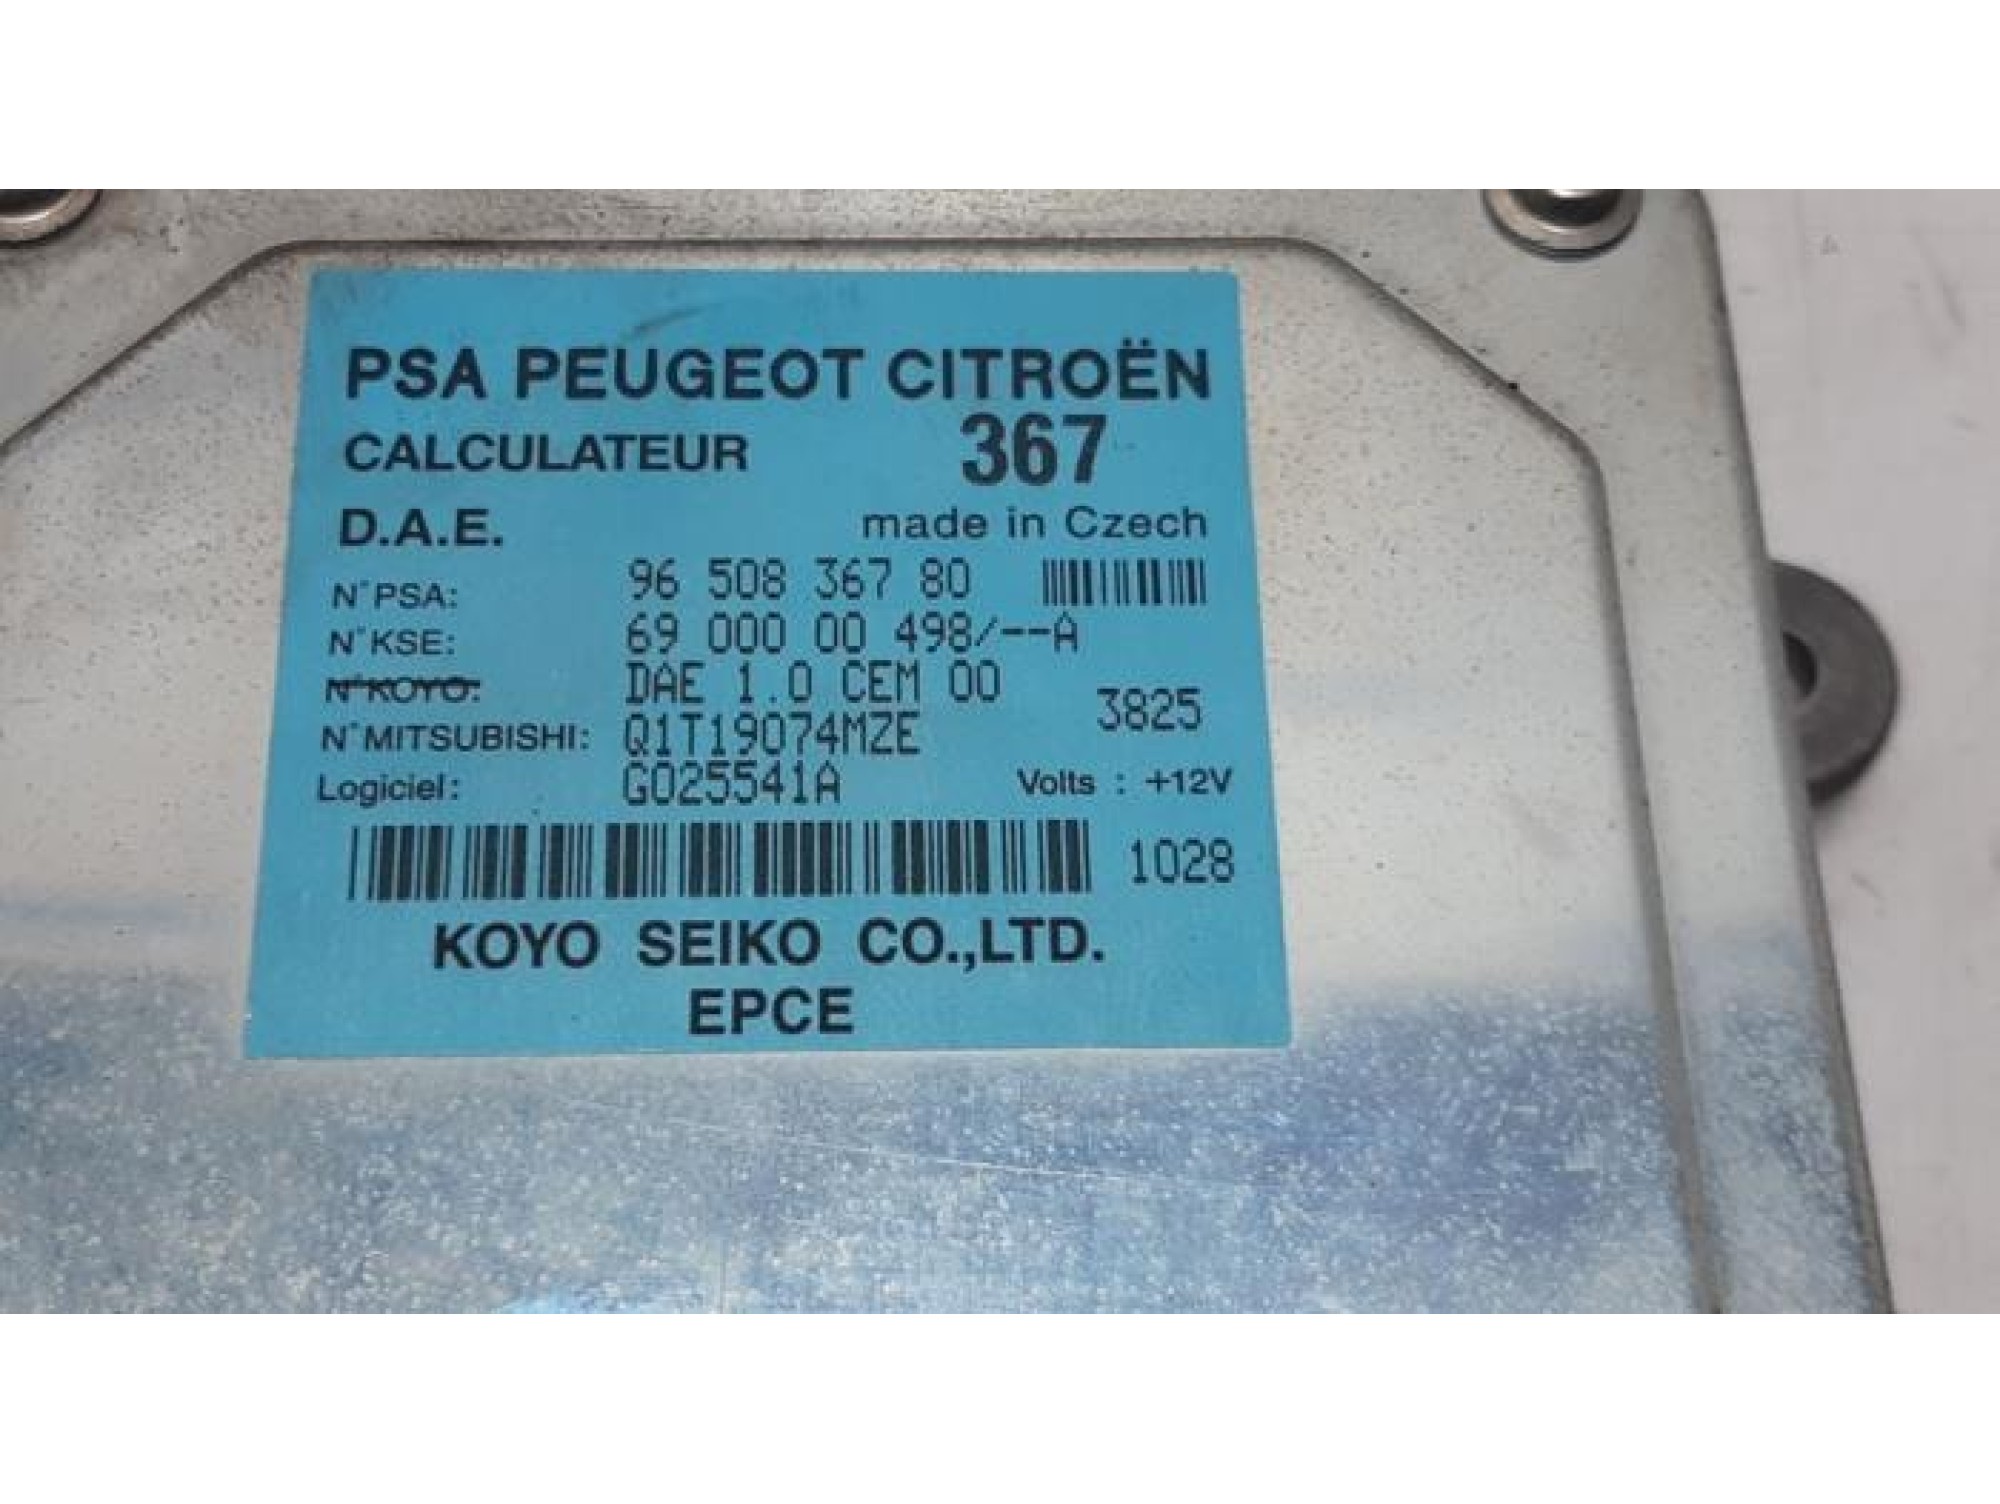 PSA PEUGEOT CITROËN
CALCULATEUR 367
D.A.E. made in Czech
N°PSA: 96 508 367 80
N°KSE: 69 000 00 498/--A
N°KOYO: DAE 1.0 CEM 00 3825
N°MITSUBISHI: Q1T19074MZE
Logiciel: G025541A Volts : +12V
1028
KOYO SEIKO CO.,LTD.
EPCE